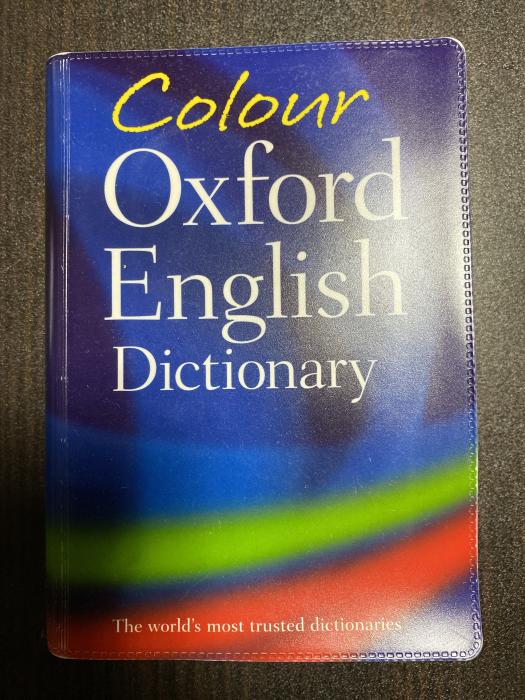 Colour
Oxford
English
Dictionary
The world's most trusted dictionaries